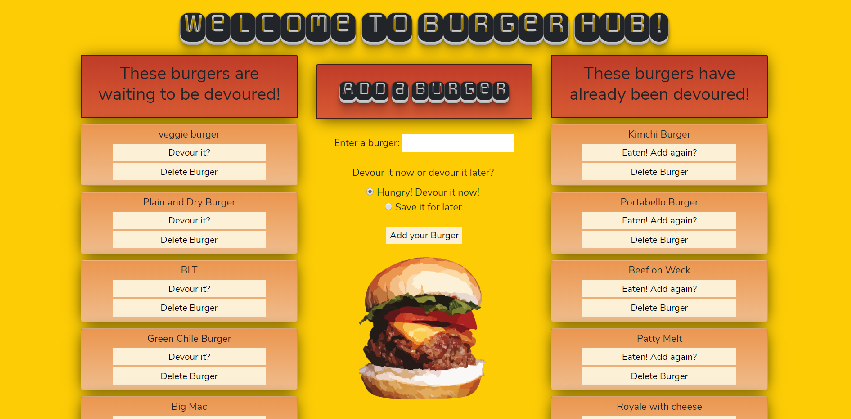 Welcome to Burger Hub!
These burgers are
waiting to be devoured!
veggie burger
Devour it?
Delete Burger
Plain and Dry Burger
Devour it?
Delete Burger
BLT
Devour it?
Delete Burger
Green Chile Burger
Devour it?
Delete Burger
Big Mac
Add a Burger
Enter a burger:
Devour it now or devour it later?
Hungry! Devour it now!
Save it for later
Add your Burger
These burgers have
already been devoured!
Kimchi Burger
Eaten! Add again?
Delete Burger
Portabello Burger
Eaten! Add again?
Delete Burger
Beef on Weck
Eaten! Add again?
Delete Burger
Patty Melt
Eaten! Add again?
Delete Burger
Royale with cheese